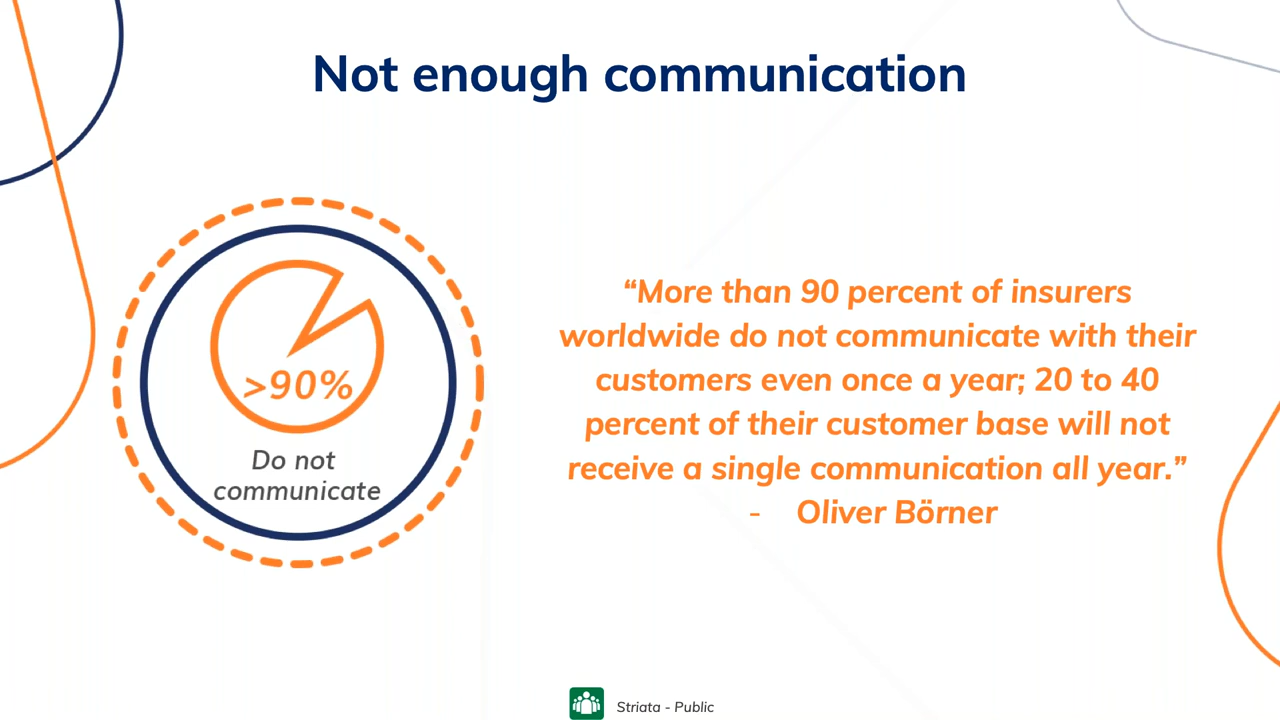 Not enough communication
>90%
Do not
communicate
“More than 90 percent of insurers
worldwide do not communicate with their
customers even once a year; 20 to 40
percent of their customer base will not
receive a single communication all year.”
- Oliver Börner
Striata - Public